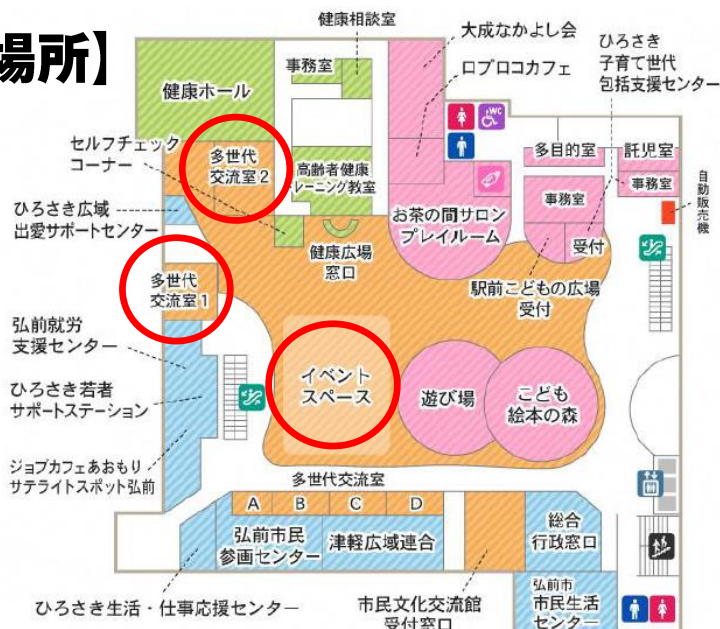 場所】
健康相談室
大成なかよし会
ロブロコカフェ
ひろさき
子育て世代
包括支援センター
健康ホール
事務室
WC
セルフチェック
コーナー
多世代
交流室2
高齢者健康
トレーニング教室
多目的室
託児室
事務室
事務室
自動販売機
ひろさき広域
出愛サポートセンター
お茶の間サロン
プレイルーム
受付
健康広場
窓口
駅前こどもの広場
受付
多世代
交流室1
弘前就労
支援センター
イベント
スペース
遊び場
こども
絵本の森
ひろさき若者
サポートステーション
ジョブカフェあおもり
サテライトスポット弘前
多世代交流室
A B C D
弘前市民
参画センター
津軽広域連合
総合
行政窓口
ひろさき生活・仕事応援センター
市民文化交流館
受付窓口
弘前市
市民生活
センター